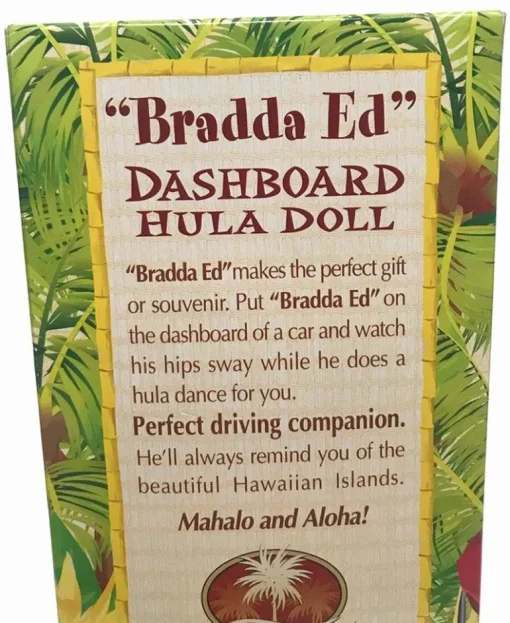 “Bradda Ed”
DASHBOARD
HULA DOLL
“Bradda Ed” makes the perfect gift
or souvenir. Put “Bradda Ed” on
the dashboard of a car and watch
his hips sway while he does a
hula dance for you.
Perfect driving companion.
He’ll always remind you of the
beautiful Hawaiian Islands.
Mahalo and Aloha!